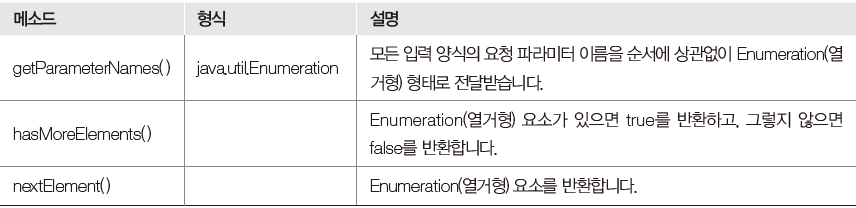 메소드 형식 설명
getParameterNames() java.util.Enumeration 모든 입력 양식의 요청 파라미터 이름을 순서에 상관없이 Enumeration(열
거형) 형태로 전달받습니다.
hasMoreElements() Enumeration(열거형) 요소가 있으면 true를 반환하고, 그렇지 않으면
false를 반환합니다.
nextElement() Enumeration(열거형) 요소를 반환합니다.